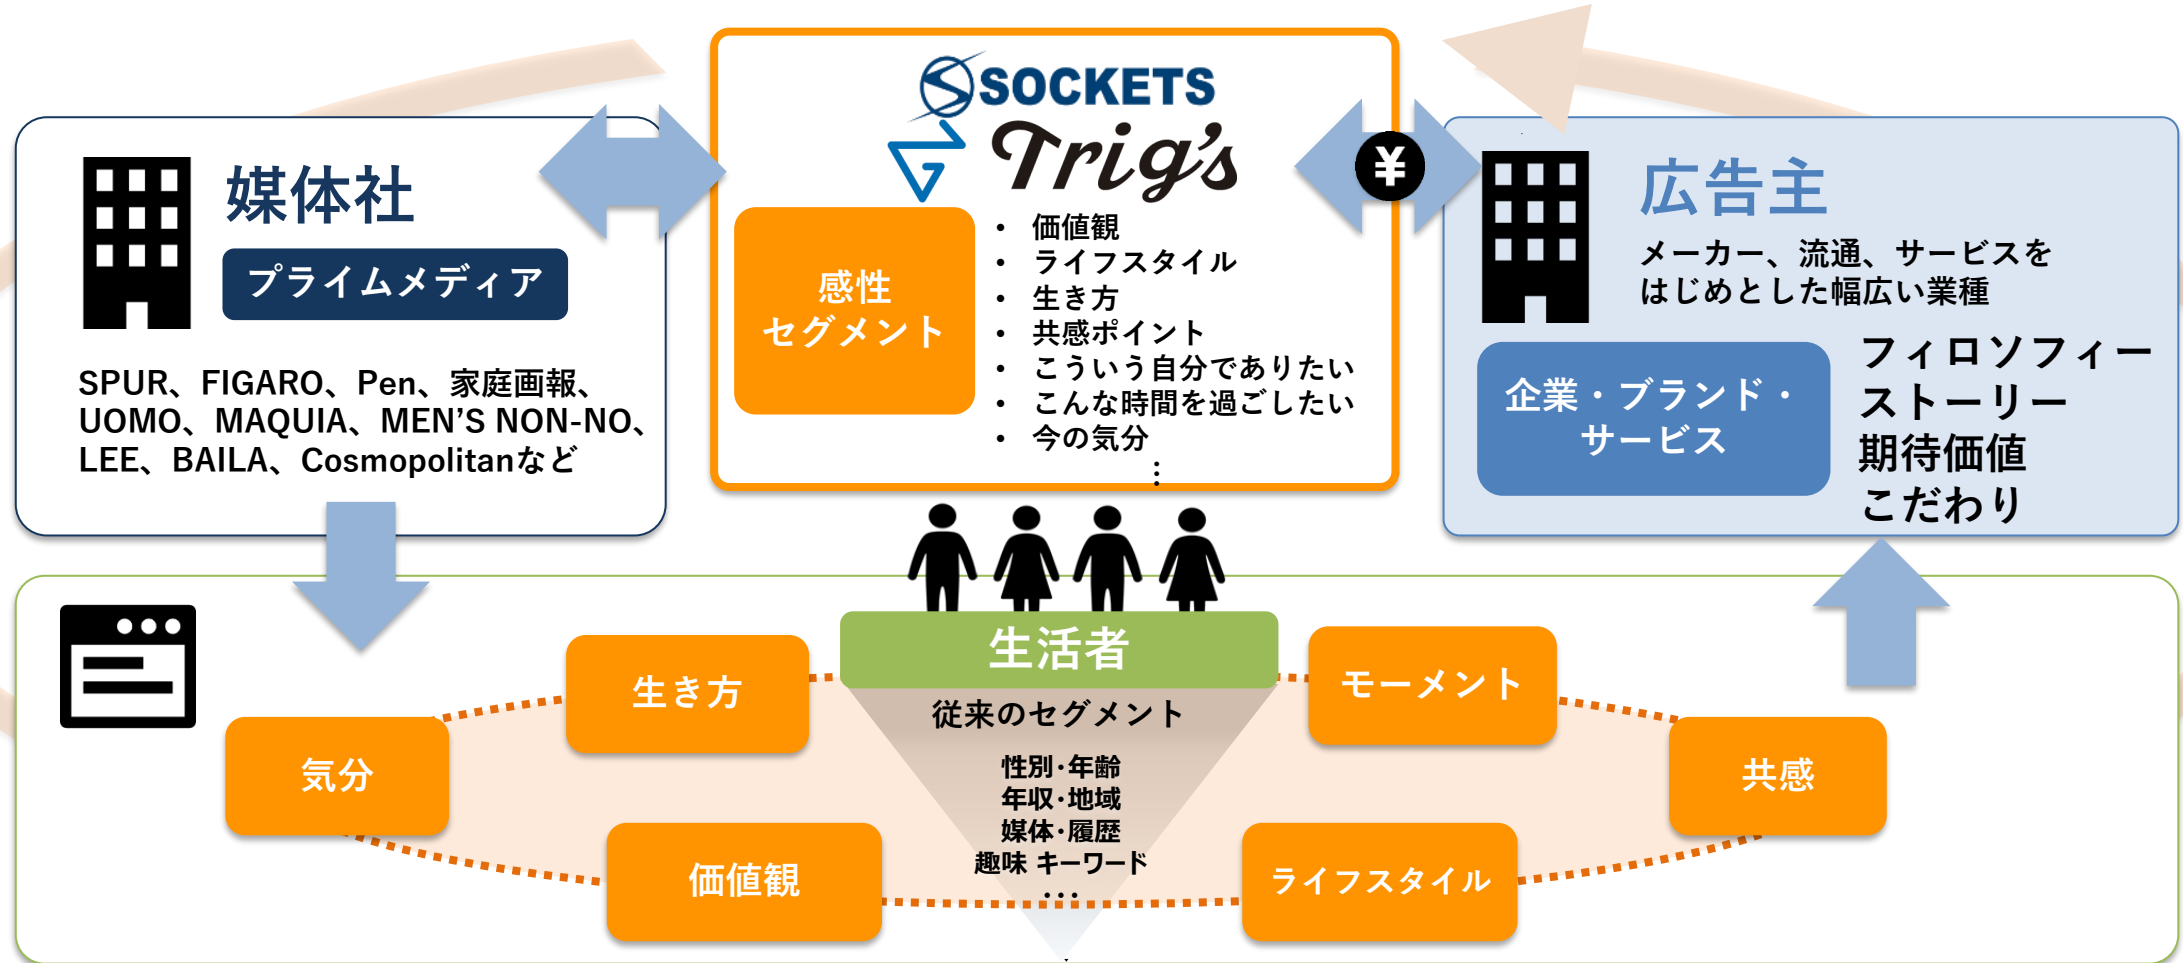 媒体社
プライムメディア
SPUR、FIGARO、Pen、家庭画報、
UOMO、MAQUIA、MEN'S NON-NO、
LEE、BAILA、Cosmopolitanなど
SOCKETS
Trig's
感性
セグメント
• 価値観
• ライフスタイル
• 生き方
• 共感ポイント
• こういう自分でありたい
• こんな時間を過ごしたい
• 今の気分
⋮
¥
広告主
メーカー、流通、サービスを
はじめとした幅広い業種
企業・ブランド・
サービス
フィロソフィー
ストーリー
期待価値
こだわり
生活者
従来のセグメント
性別・年齢
年収・地域
媒体・履歴
趣味 キーワード
・・・
気分
生き方
価値観
モーメント
共感
ライフスタイル